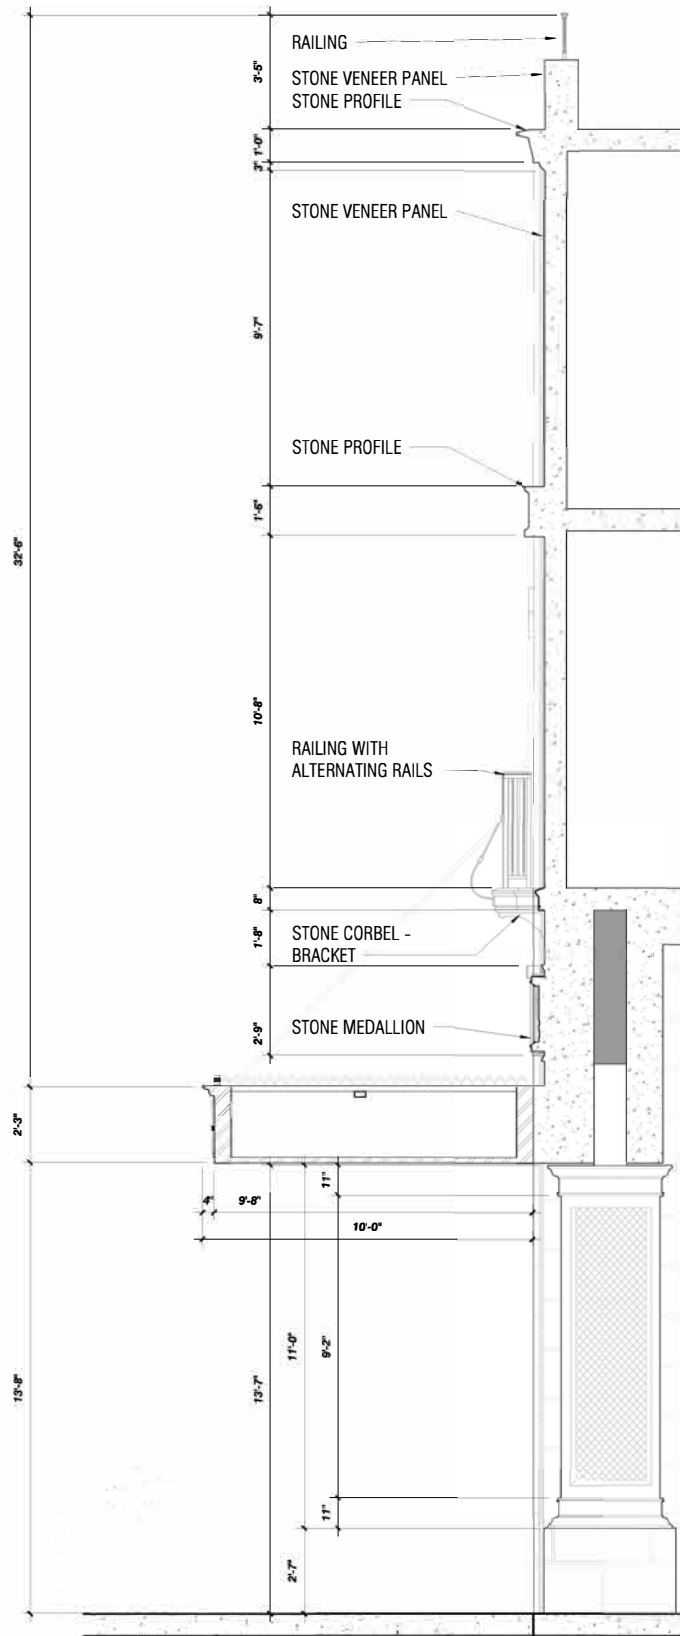 RAILING
STONE VENEER PANEL
STONE PROFILE
3'-5"
3" 1'-0"
STONE VENEER PANEL
9'-7"
STONE PROFILE
1'-6"
32'-6"
10'-8"
RAILING WITH
ALTERNATING RAILS
8"
1'-8"
STONE CORBEL -
BRACKET
2'-9"
STONE MEDALLION
2'-3"
11"
4" 9'-8"
10'-0"
13'-8"
13'-7"
11'-0"
9'-2"
11"
2'-7"